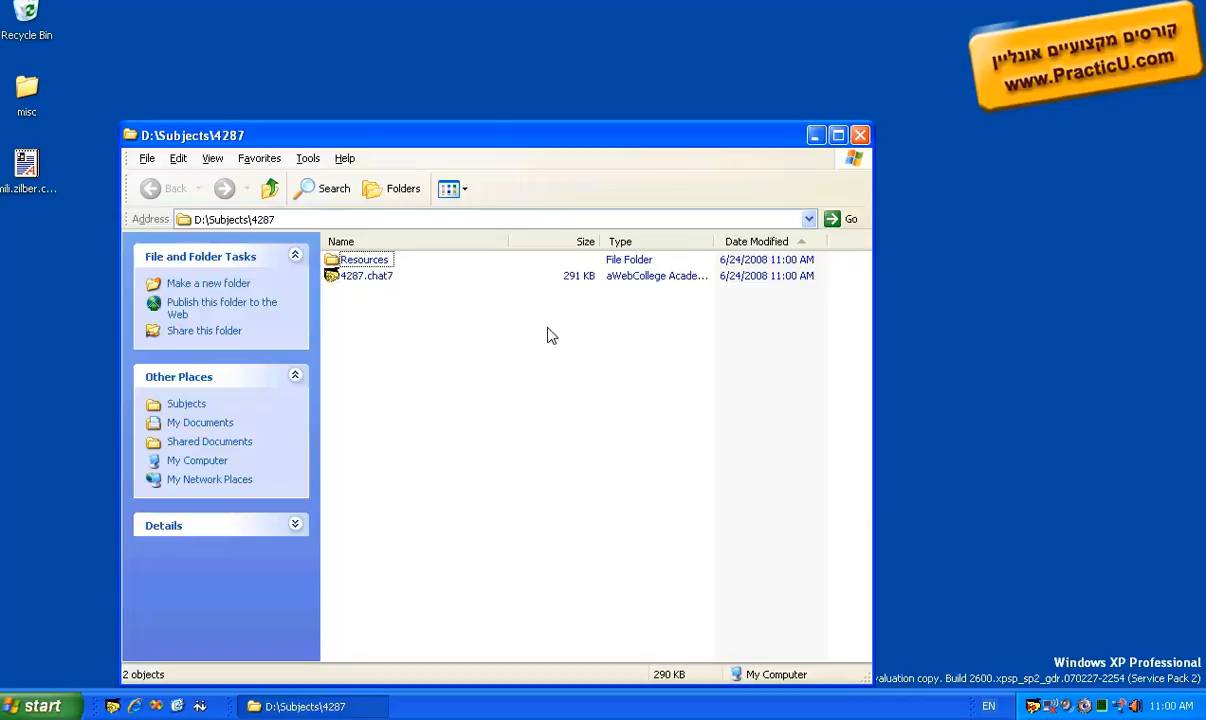 Recycle Bin
misc
mili.zilber.c...
קורסים מקצועיים אונליין
www.PracticU.com
D:\Subjects\4287
File Edit View Favorites Tools Help
Back Search Folders
Address D:\Subjects\4287 Go
Name Size Type Date Modified
Resources File Folder 6/24/2008 11:00 AM
4287.chat7 291 KB aWebCollege Acade... 6/24/2008 11:00 AM
File and Folder Tasks
Make a new folder
Publish this folder to the
Web
Share this folder
Other Places
Subjects
My Documents
Shared Documents
My Computer
My Network Places
Details
2 objects 290 KB My Computer
Windows XP Professional
valuation copy. Build 2600.xpsp_sp2_gdr.070227-2254 (Service Pack 2)
start D:\Subjects\4287 EN 11:00 AM